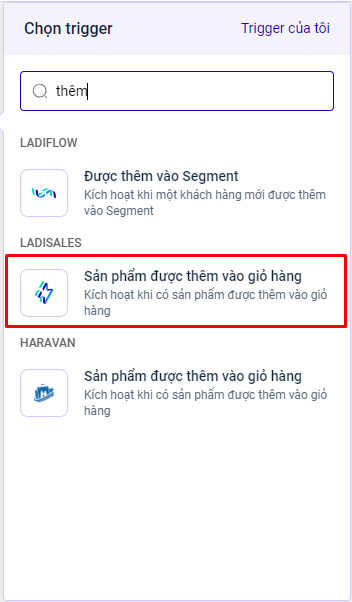 Chọn trigger
Trigger của tôi
thêm
LADIFLOW
Được thêm vào Segment
Kích hoạt khi một khách hàng mới được thêm
vào Segment
LADISALES
Sản phẩm được thêm vào giỏ hàng
Kích hoạt khi có sản phẩm được thêm vào giỏ
hàng
HARAVAN
Sản phẩm được thêm vào giỏ hàng
Kích hoạt khi có sản phẩm được thêm vào giỏ
hàng